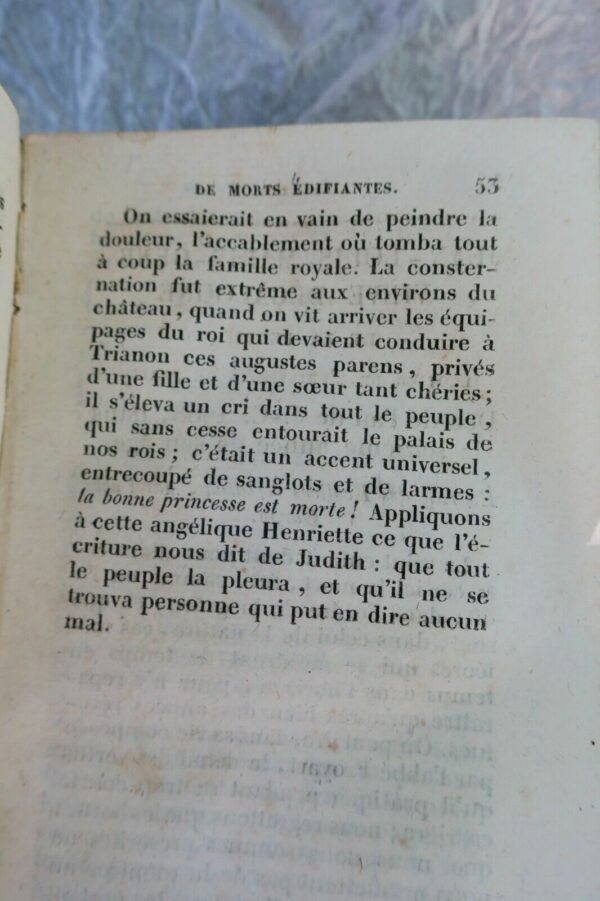 DE MORTS ÉDIFIANTES. 53
On essaierait en vain de peindre la
douleur, l'accablement où tomba tout
à coup la famille royale. La conster-
nation fut extrême aux environs du
château, quand on vit arriver les équi-
pages du roi qui devaient conduire à
Trianon ces augustes parens, privés
d'une fille et d'une sœur tant chéries;
il s'éleva un cri dans tout le peuple,
qui sans cesse entourait le palais de
nos rois; c'était un accent universel,
entrecoupé de sanglots et de larmes :
la bonne princesse est morte! Appliquons
à cette angélique Henriette ce que l'é-
criture nous dit de Judith : que tout
le peuple la pleura, et qu'il ne se
trouva personne qui put en dire aucun
mal.